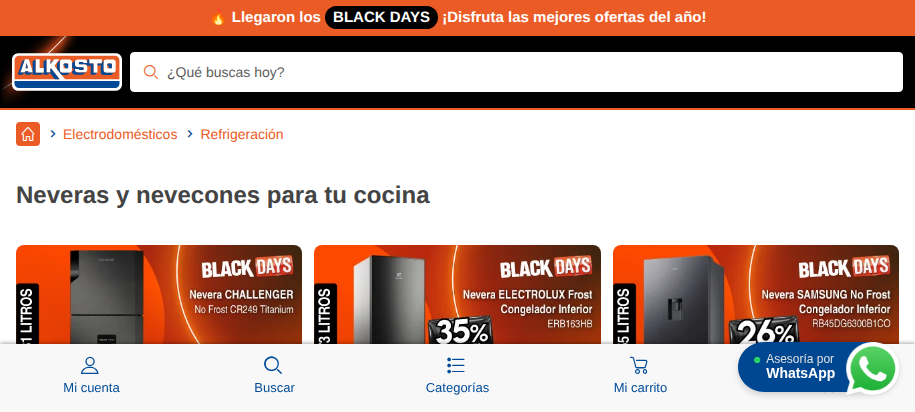 Llegaron los BLACK DAYS ¡Disfruta las mejores ofertas del año!
ALKOSTO
¿Qué buscas hoy?
Electrodomésticos
Refrigeración
Neveras y nevecones para tu cocina
BLACK DAYS
Nevera CHALLENGER
No Frost CR249 Titanium
LITROS
BLACK DAYS
Nevera ELECTROLUX Frost
Congelador Inferior
ERB163HB
LITROS
35%
BLACK DAYS
Nevera SAMSUNG No Frost
Congelador Inferior
RB45DG6300B1CO
LITROS
26%
Mi cuenta
Buscar
Categorías
Mi carrito
Asesoría por
WhatsApp